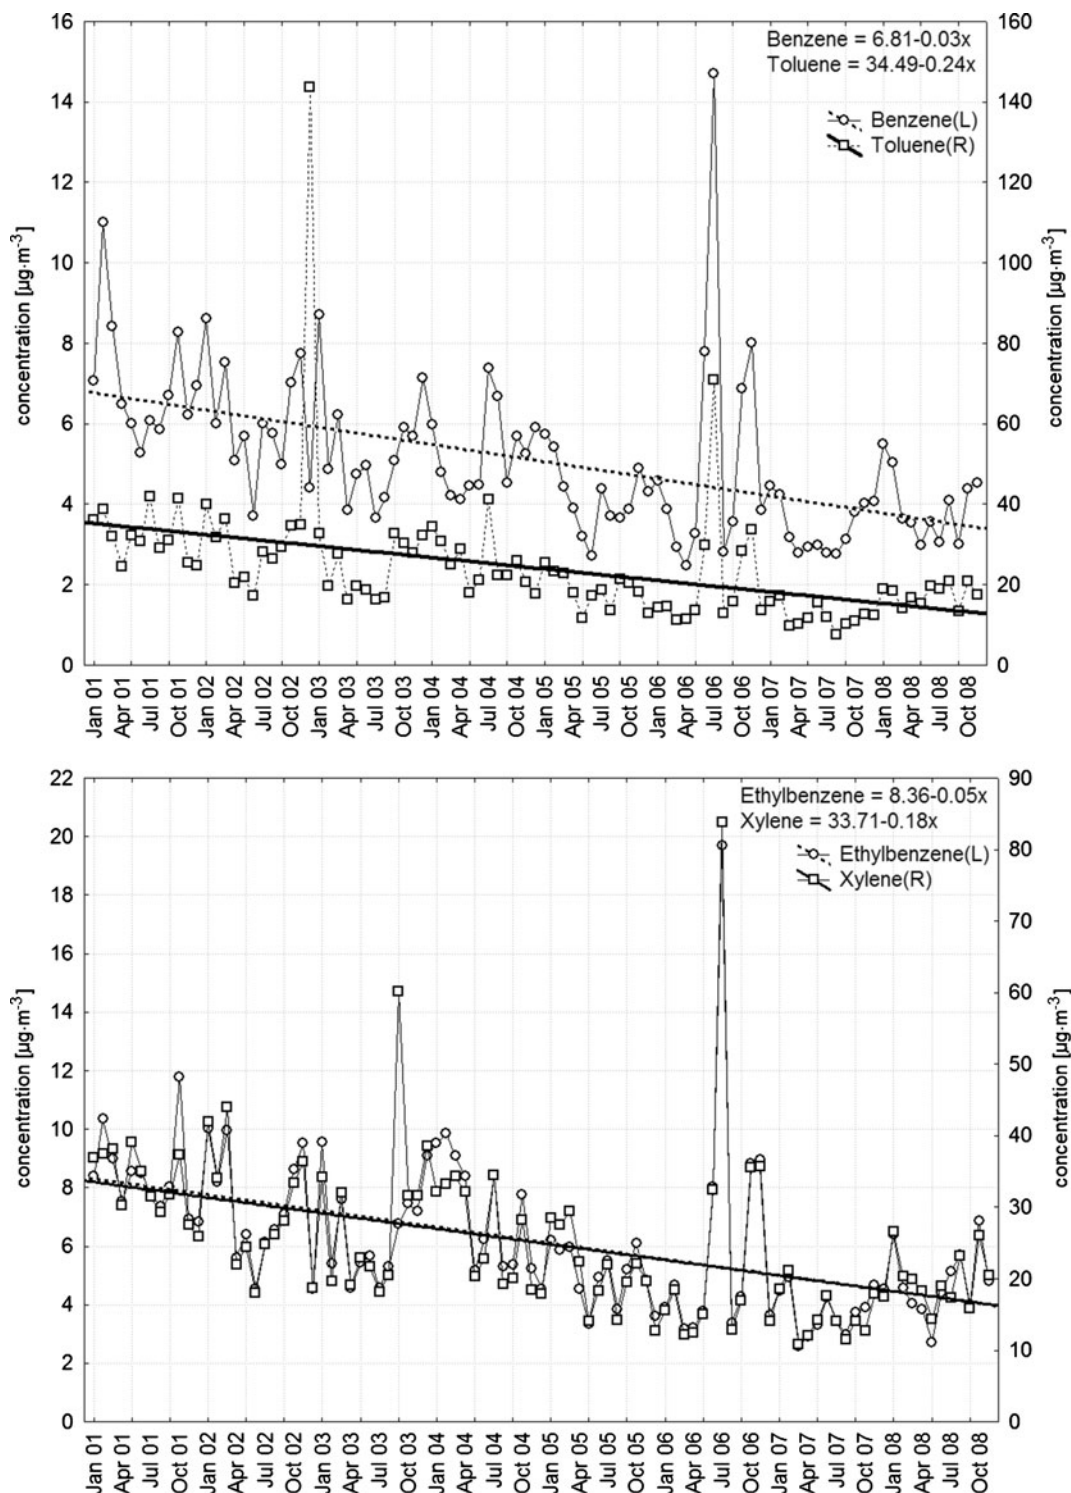 16
14
12
10
8
6
4
2
0
concentration [µg·m-3]
160
140
120
100
80
60
40
20
0
concentration [µg·m-3]
Benzene = 6.81-0.03x
Toluene = 34.49-0.24x
Benzene(L)
Toluene(R)
Jan 01
Apr 01
Jul 01
Oct 01
Jan 02
Apr 02
Jul 02
Oct 02
Jan 03
Apr 03
Jul 03
Oct 03
Jan 04
Apr 04
Jul 04
Oct 04
Jan 05
Apr 05
Jul 05
Oct 05
Jan 06
Apr 06
Jul 06
Oct 06
Jan 07
Apr 07
Jul 07
Oct 07
Jan 08
Apr 08
Jul 08
Oct 08
22
20
18
16
14
12
10
8
6
4
2
0
concentration [µg·m-3]
90
80
70
60
50
40
30
20
10
0
concentration [µg·m-3]
Ethylbenzene = 8.36-0.05x
Xylene = 33.71-0.18x
Ethylbenzene(L)
Xylene(R)
Jan 01
Apr 01
Jul 01
Oct 01
Jan 02
Apr 02
Jul 02
Oct 02
Jan 03
Apr 03
Jul 03
Oct 03
Jan 04
Apr 04
Jul 04
Oct 04
Jan 05
Apr 05
Jul 05
Oct 05
Jan 06
Apr 06
Jul 06
Oct 06
Jan 07
Apr 07
Jul 07
Oct 07
Jan 08
Apr 08
Jul 08
Oct 08